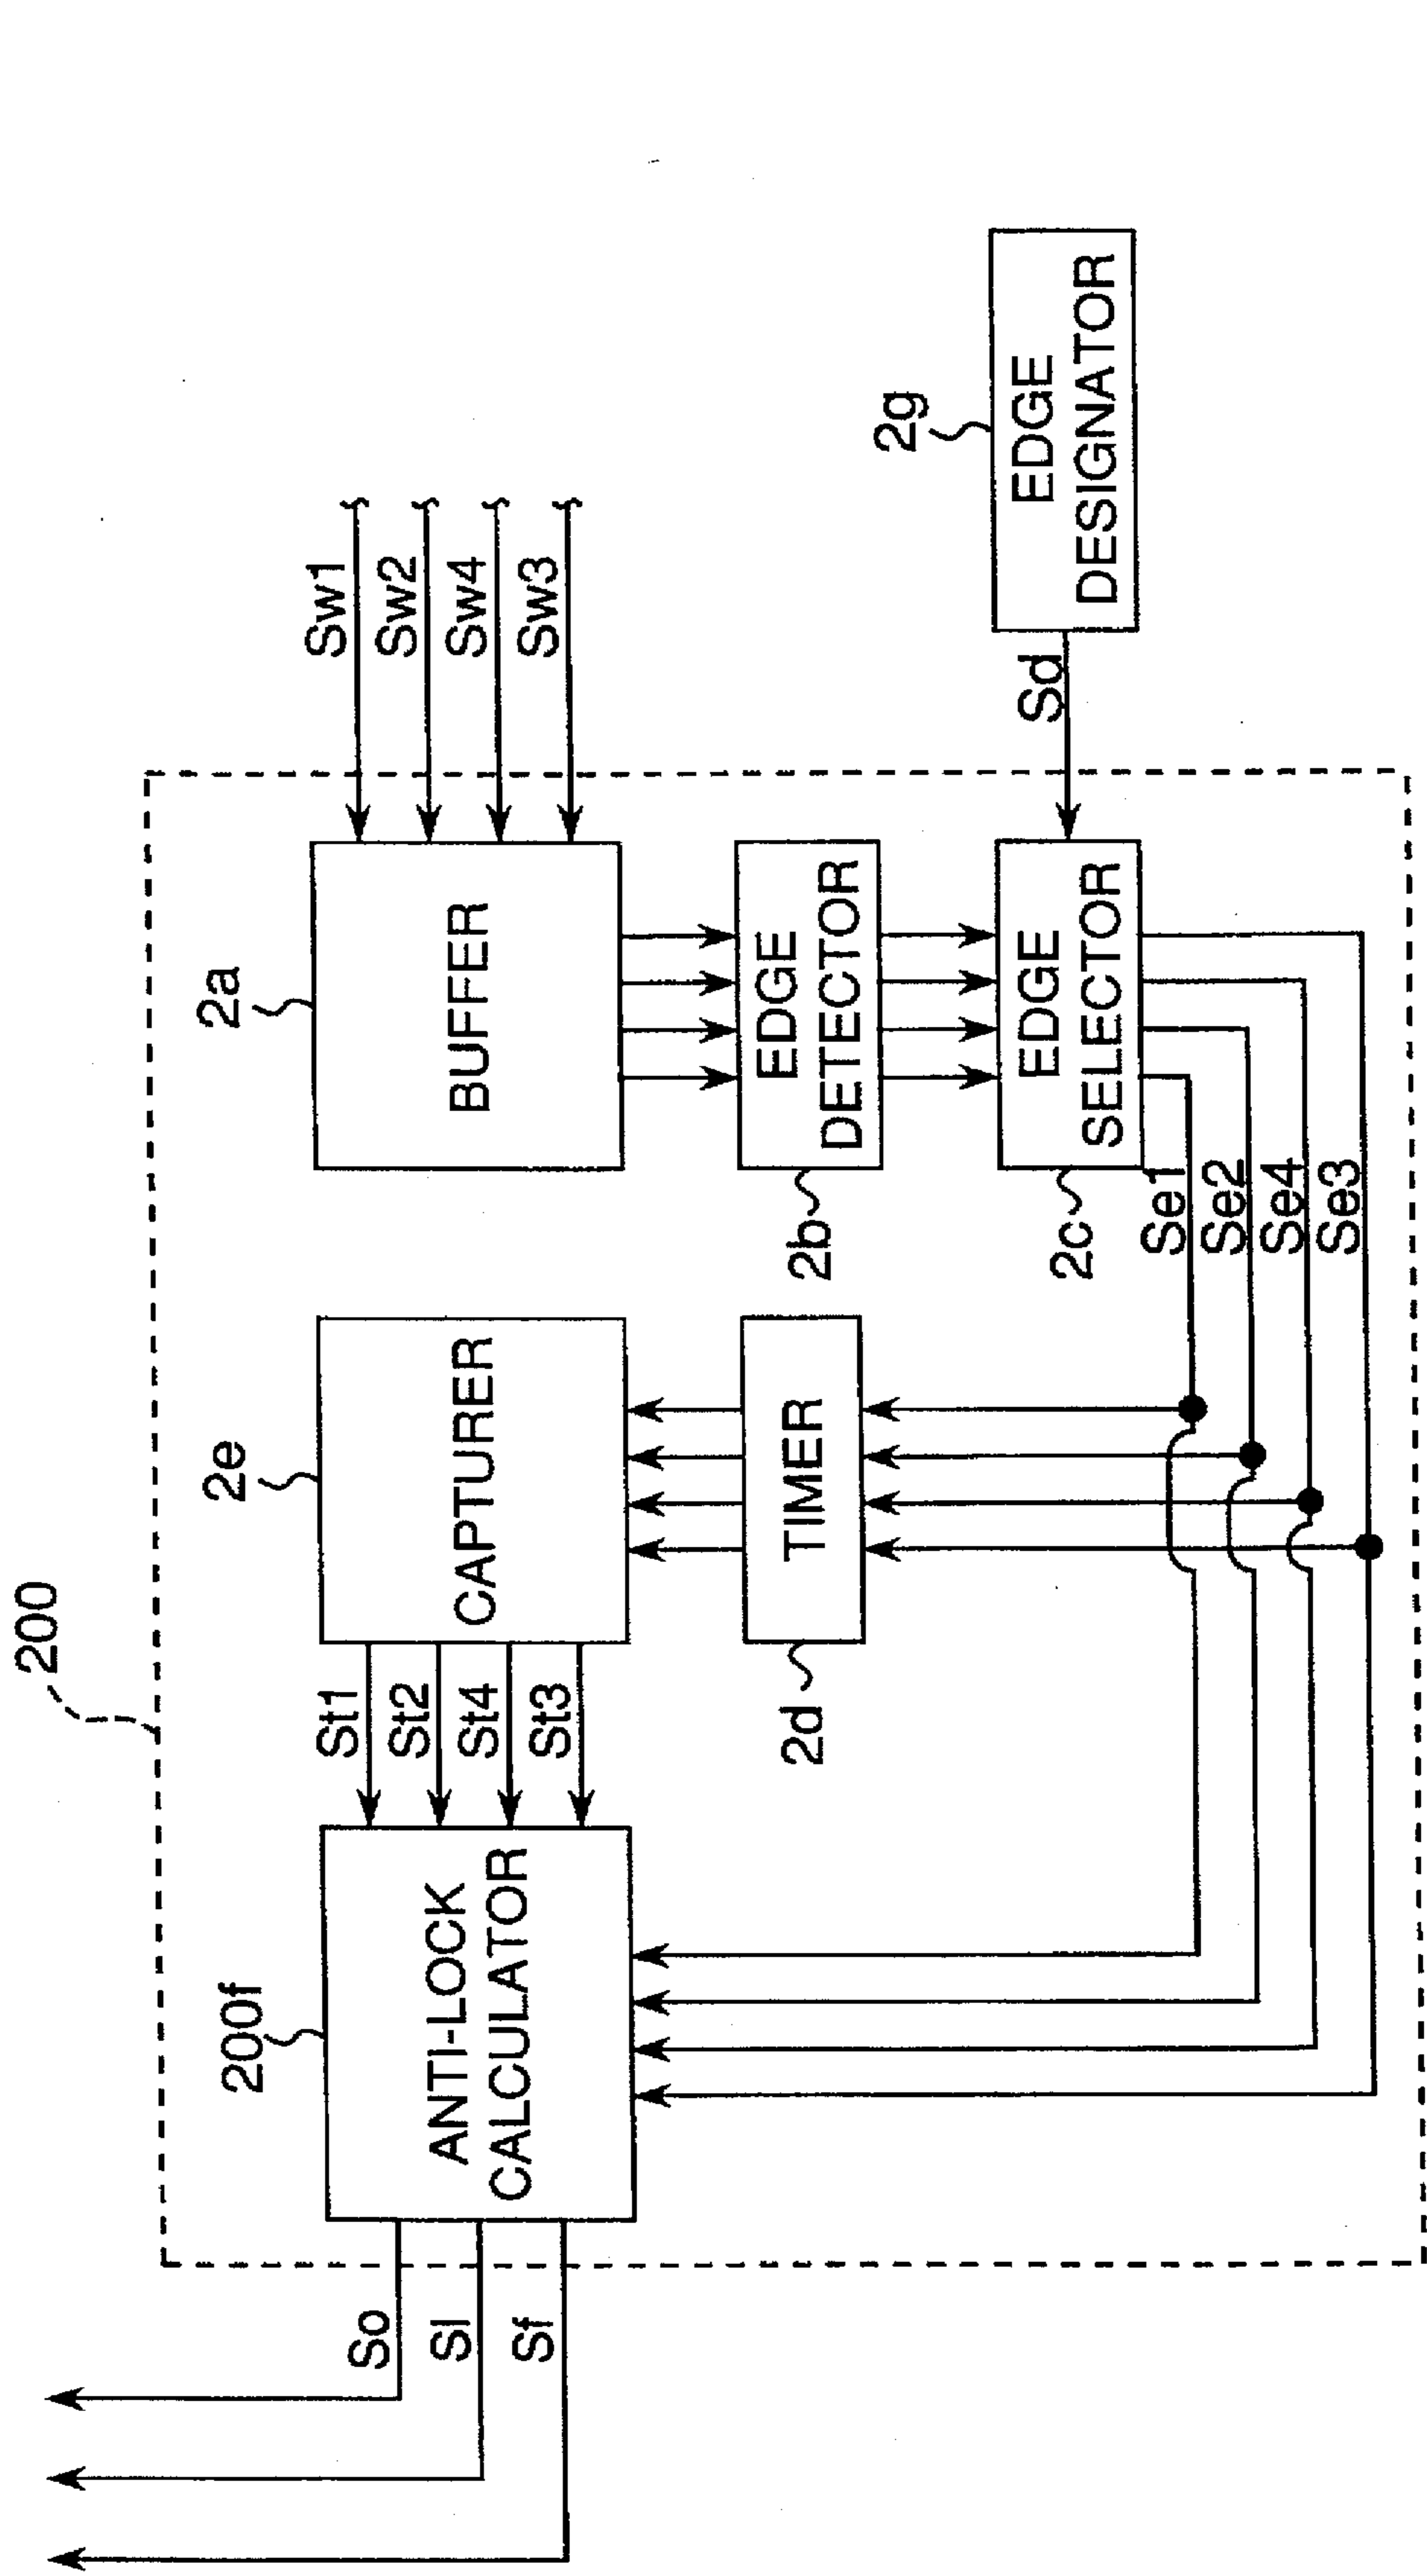 200
200f
ANTI-LOCK
CALCULATOR
So
Sl
Sf
St1
St2
St4
St3
2e
CAPTURER
2d
TIMER
2a
BUFFER
2b
EDGE
DETECTOR
2c
EDGE
SELECTOR
Se1
Se2
Se4
Se3
Sw1
Sw2
Sw4
Sw3
Sd
2g
EDGE
DESIGNATOR